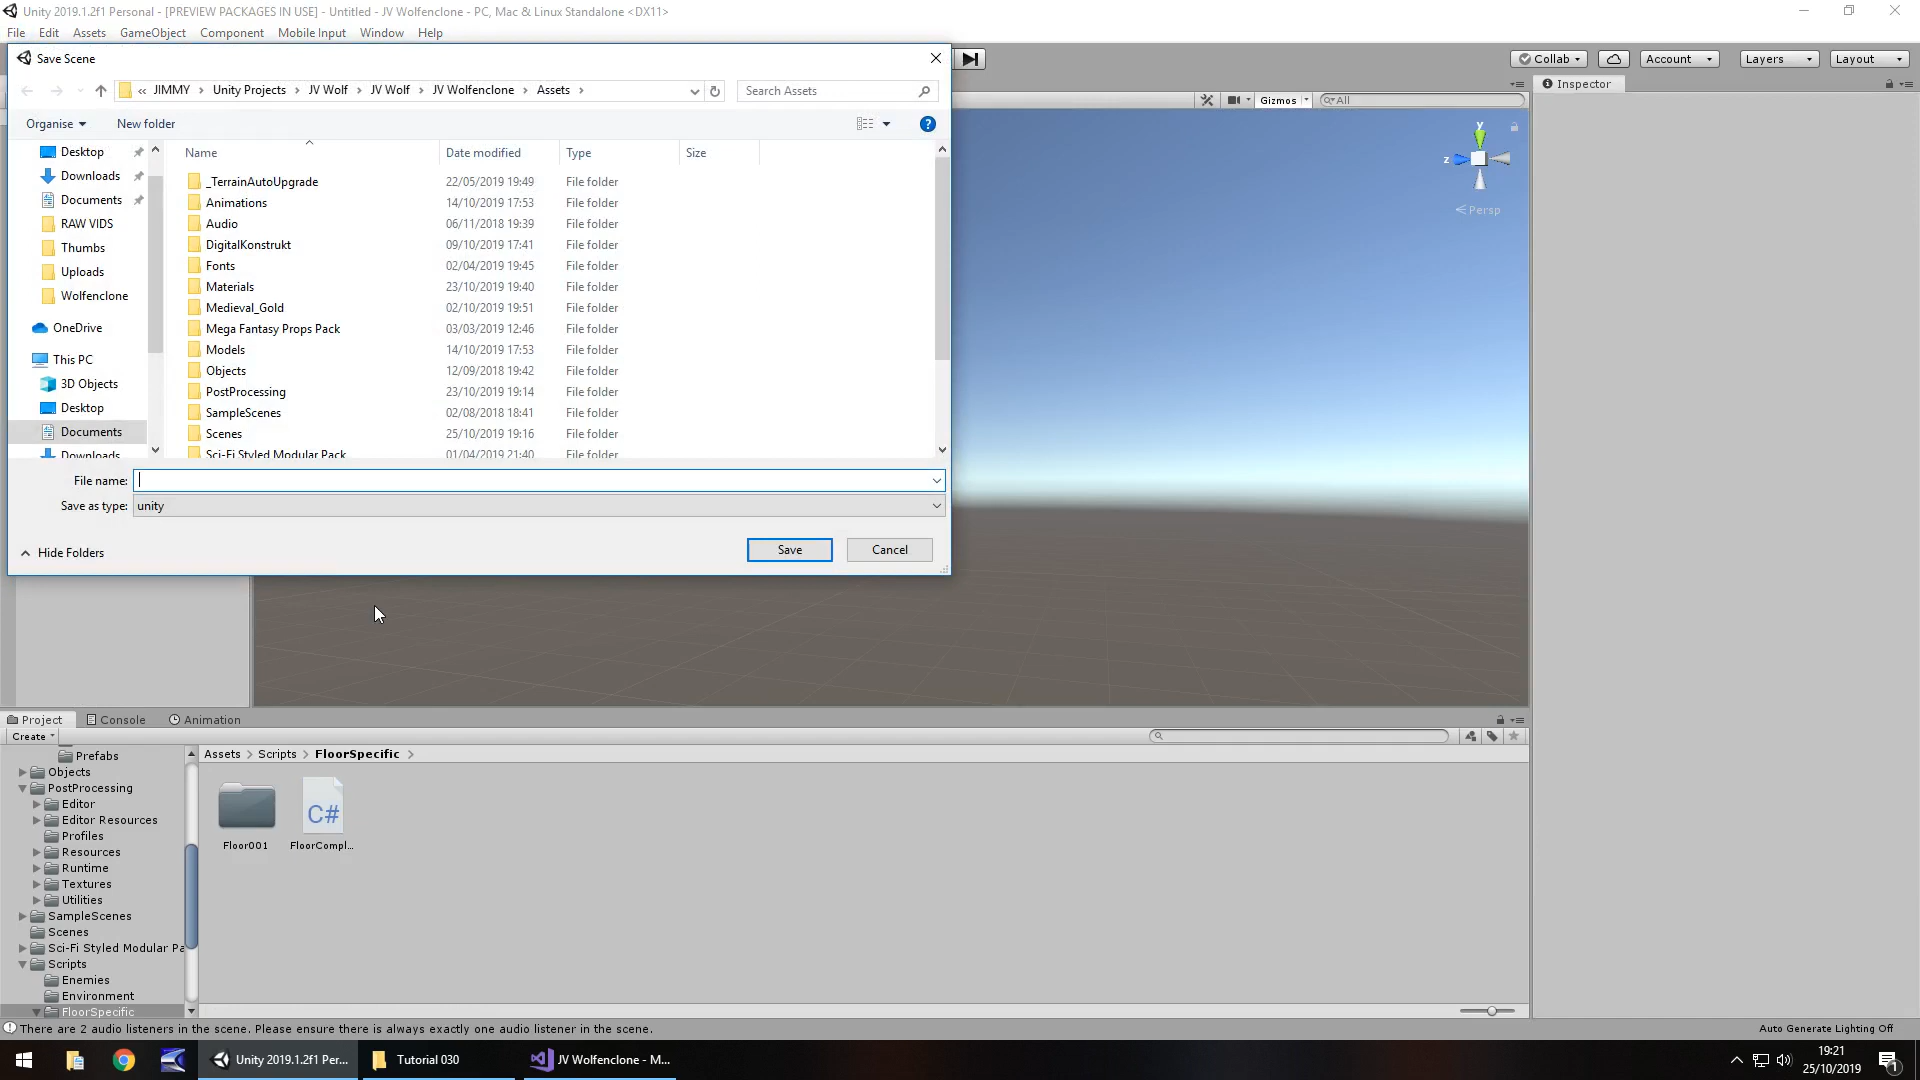 Unity 2019.1.2f1 Personal - [PREVIEW PACKAGES IN USE] - Untitled - JV Wolfenclone - PC, Mac & Linux Standalone <DX11>
File Edit Assets GameObject Component Mobile Input Window Help
Save Scene
Collab Account Layers Layout
« JIMMY › Unity Projects › JV Wolf › JV Wolf › JV Wolfenclone › Assets ›
Search Assets
Inspector
Gizmos
All
Organise New folder
Name Date modified Type Size
Desktop
Downloads
Documents
RAW VIDS
Thumbs
Uploads
Wolfenclone
OneDrive
This PC
3D Objects
Desktop
Documents
Downloads
_TerrainAutoUpgrade 22/05/2019 19:49 File folder
Animations 14/10/2019 17:53 File folder
Audio 06/11/2018 19:39 File folder
DigitalKonstrukt 09/10/2019 17:41 File folder
Fonts 02/04/2019 19:45 File folder
Materials 23/10/2019 19:40 File folder
Medieval_Gold 02/10/2019 19:51 File folder
Mega Fantasy Props Pack 03/03/2019 12:46 File folder
Models 14/10/2019 17:53 File folder
Objects 12/09/2018 19:42 File folder
PostProcessing 23/10/2019 19:14 File folder
SampleScenes 02/08/2018 18:41 File folder
Scenes 25/10/2019 19:16 File folder
Sci-Fi Styled Modular Pack 01/04/2019 21:40 File folder
y
z
Persp
File name:
Save as type: unity
Hide Folders
Save Cancel
Project Console Animation
Create
Prefabs
Objects
PostProcessing
Editor
Editor Resources
Profiles
Resources
Runtime
Textures
Utilities
SampleScenes
Scenes
Sci-Fi Styled Modular Pa
Scripts
Enemies
Environment
FloorSpecific
Assets › Scripts › FloorSpecific ›
C#
Floor001 FloorCompl...
There are 2 audio listeners in the scene. Please ensure there is always exactly one audio listener in the scene.
Auto Generate Lighting Off
Unity 2019.1.2f1 Per... Tutorial 030 JV Wolfenclone - M...
19:21
25/10/2019
1